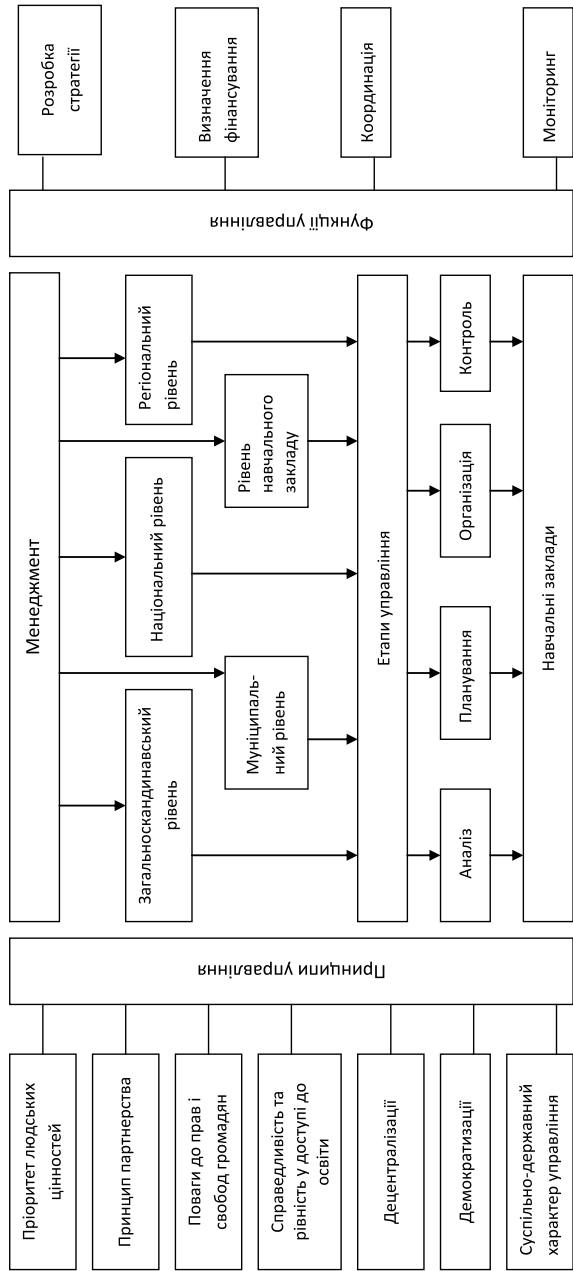 Пріоритет людських
цінностей
Принцип партнерства
Поваги до прав і
свобод громадян
Справедливість та
рівність у доступі до
освіти
Децентралізації
Демократизації
Суспільно-державний
характер управління
Принципи управління
Менеджмент
Загальноскандинавський
рівень
Національний рівень
Регіональний
рівень
Муніципаль-
ний рівень
Рівень
навчального
закладу
Етапи управління
Аналіз
Планування
Організація
Контроль
Навчальні заклади
Функції управління
Розробка
стратегії
Визначення
фінансування
Координація
Моніторинг